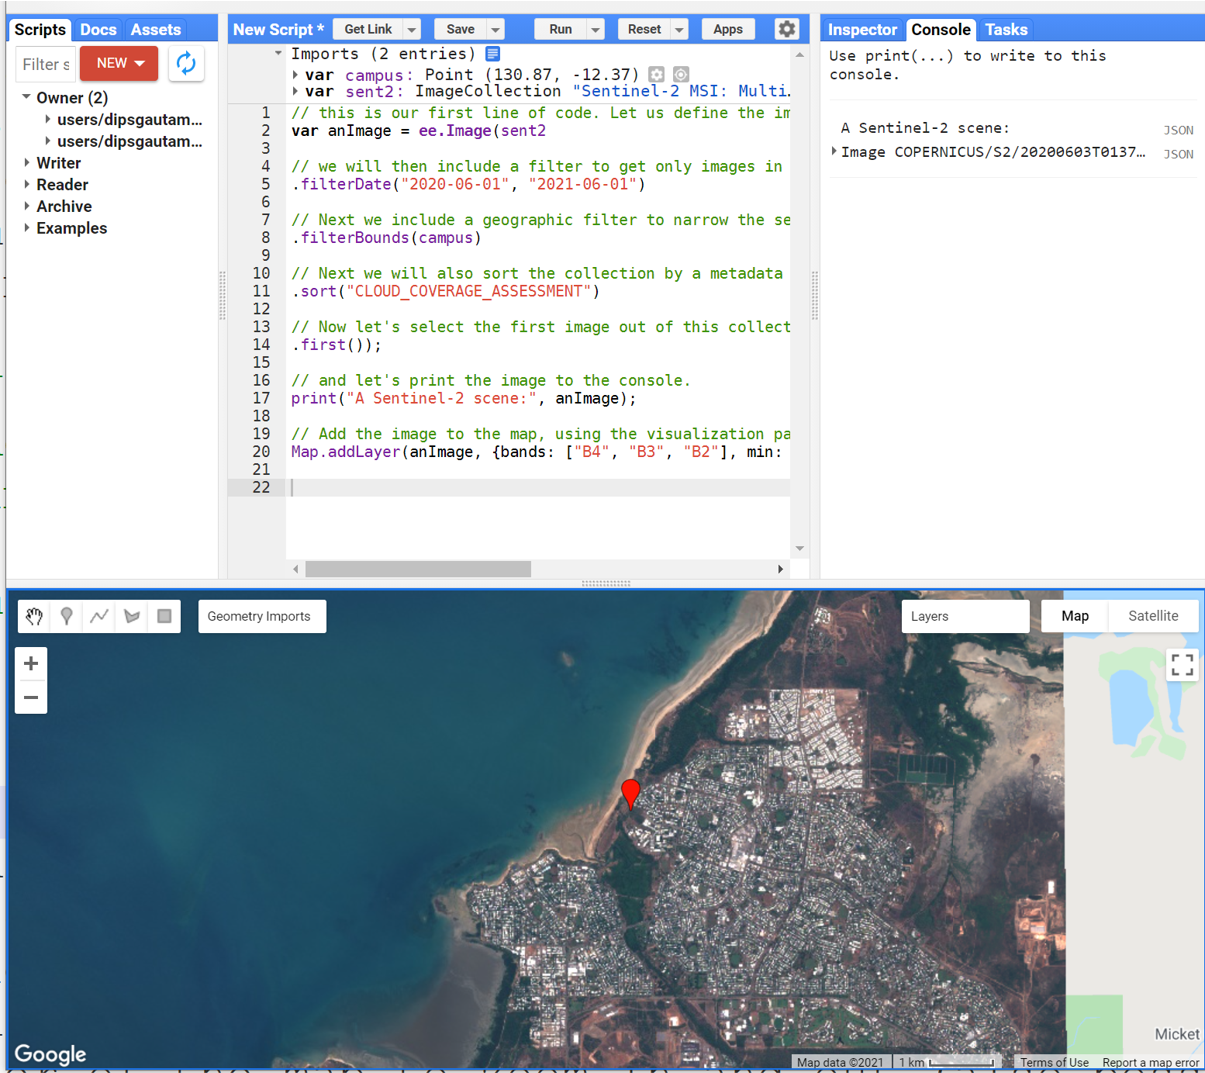 Scripts Docs Assets
Filter s NEW
Owner (2)
users/dipsgautam...
users/dipsgautam...
Writer
Reader
Archive
Examples
New Script * Get Link Save Run Reset Apps
Imports (2 entries)
var campus: Point (130.87, -12.37)
var sent2: ImageCollection "Sentinel-2 MSI: Multi.
1 // this is our first line of code. Let us define the im
2 var anImage = ee.Image(sent2
3
4 // we will then include a filter to get only images in
5 .filterDate("2020-06-01", "2021-06-01")
6
7 // Next we include a geographic filter to narrow the se
8 .filterBounds(campus)
9
10 // Next we will also sort the collection by a metadata
11 .sort("CLOUD_COVERAGE_ASSESSMENT")
12
13 // Now let's select the first image out of this collect
14 .first());
15
16 // and let's print the image to the console.
17 print("A Sentinel-2 scene:", anImage);
18
19 // Add the image to the map, using the visualization pa
20 Map.addLayer(anImage, {bands: ["B4", "B3", "B2"], min:
21
22
Inspector Console Tasks
Use print(...) to write to this
console.
A Sentinel-2 scene: JSON
Image COPERNICUS/S2/20200603T0137… JSON
Geometry Imports
Layers
Map Satellite
+
−
Micket
Google
Map data ©2021 1 km Terms of Use Report a map error